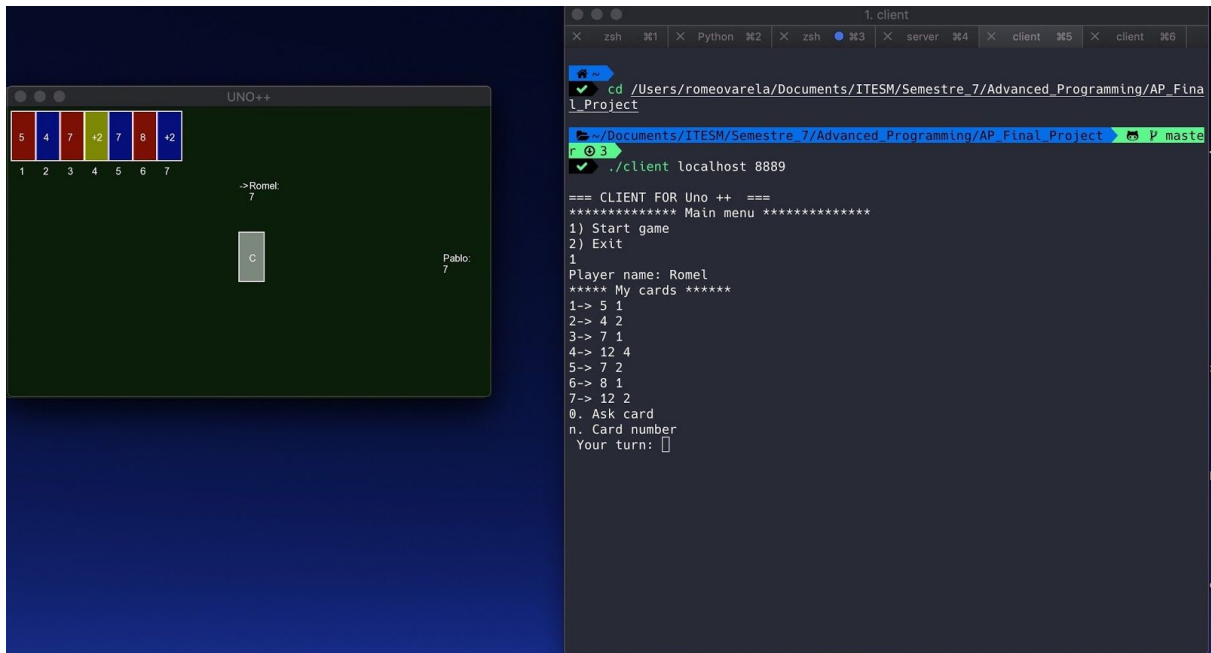 UNO++
5 4 7 +2 7 8 +2
1 2 3 4 5 6 7
->Romel:
7
C
Pablo:
7
1. client
zsh ⌘1 Python ⌘2 zsh ⌘3 server ⌘4 client ⌘5 client ⌘6
~
cd /Users/romeovarela/Documents/ITESM/Semestre_7/Advanced_Programming/AP_Fina
l_Project
~/Documents/ITESM/Semestre_7/Advanced_Programming/AP_Final_Project maste
r 3
./client localhost 8889
=== CLIENT FOR Uno ++ ===
************** Main menu **************
1) Start game
2) Exit
1
Player name: Romel
***** My cards ******
1-> 5 1
2-> 4 2
3-> 7 1
4-> 12 4
5-> 7 2
6-> 8 1
7-> 12 2
0. Ask card
n. Card number
Your turn: